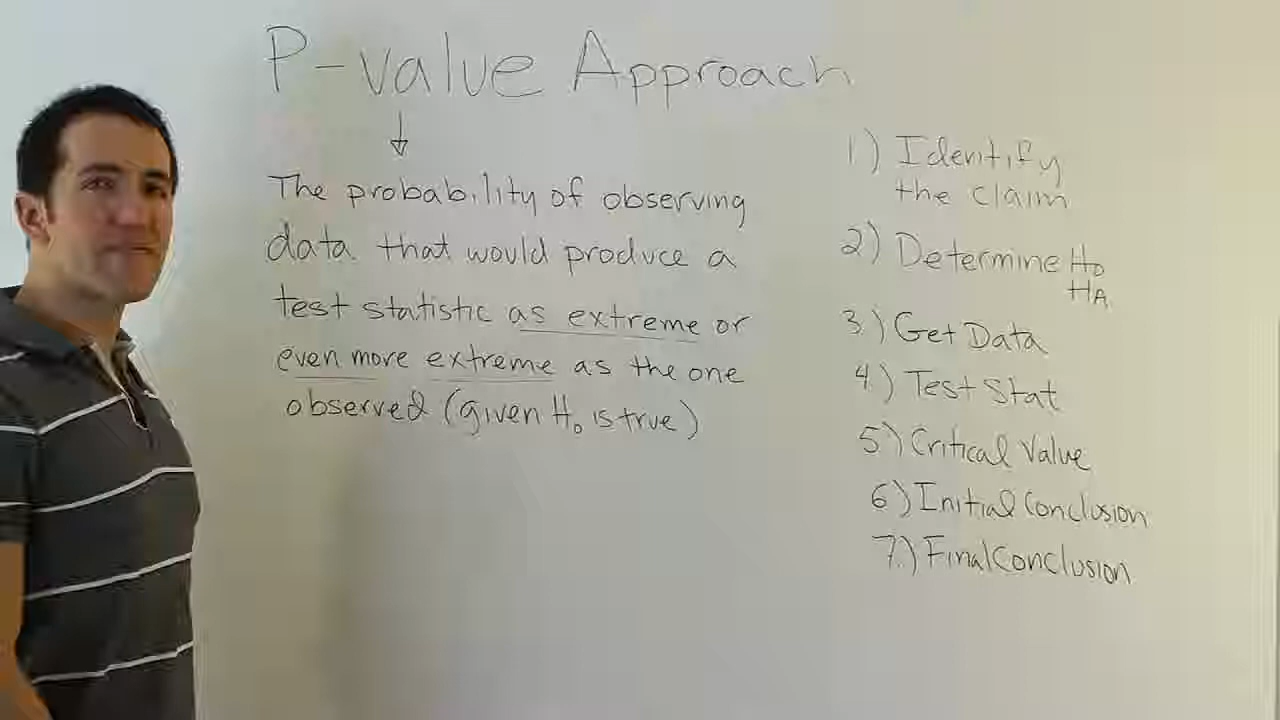 P-value Approach
↓
The probability of observing
data that would produce a
test statistic as extreme or
even more extreme as the one
observed (given H₀ is true)
1.) Identify
the claim
2.) Determine H₀
HA
3.) Get Data
4.) Test Stat
5.) Critical Value
6.) Initial Conclusion
7.) Final Conclusion